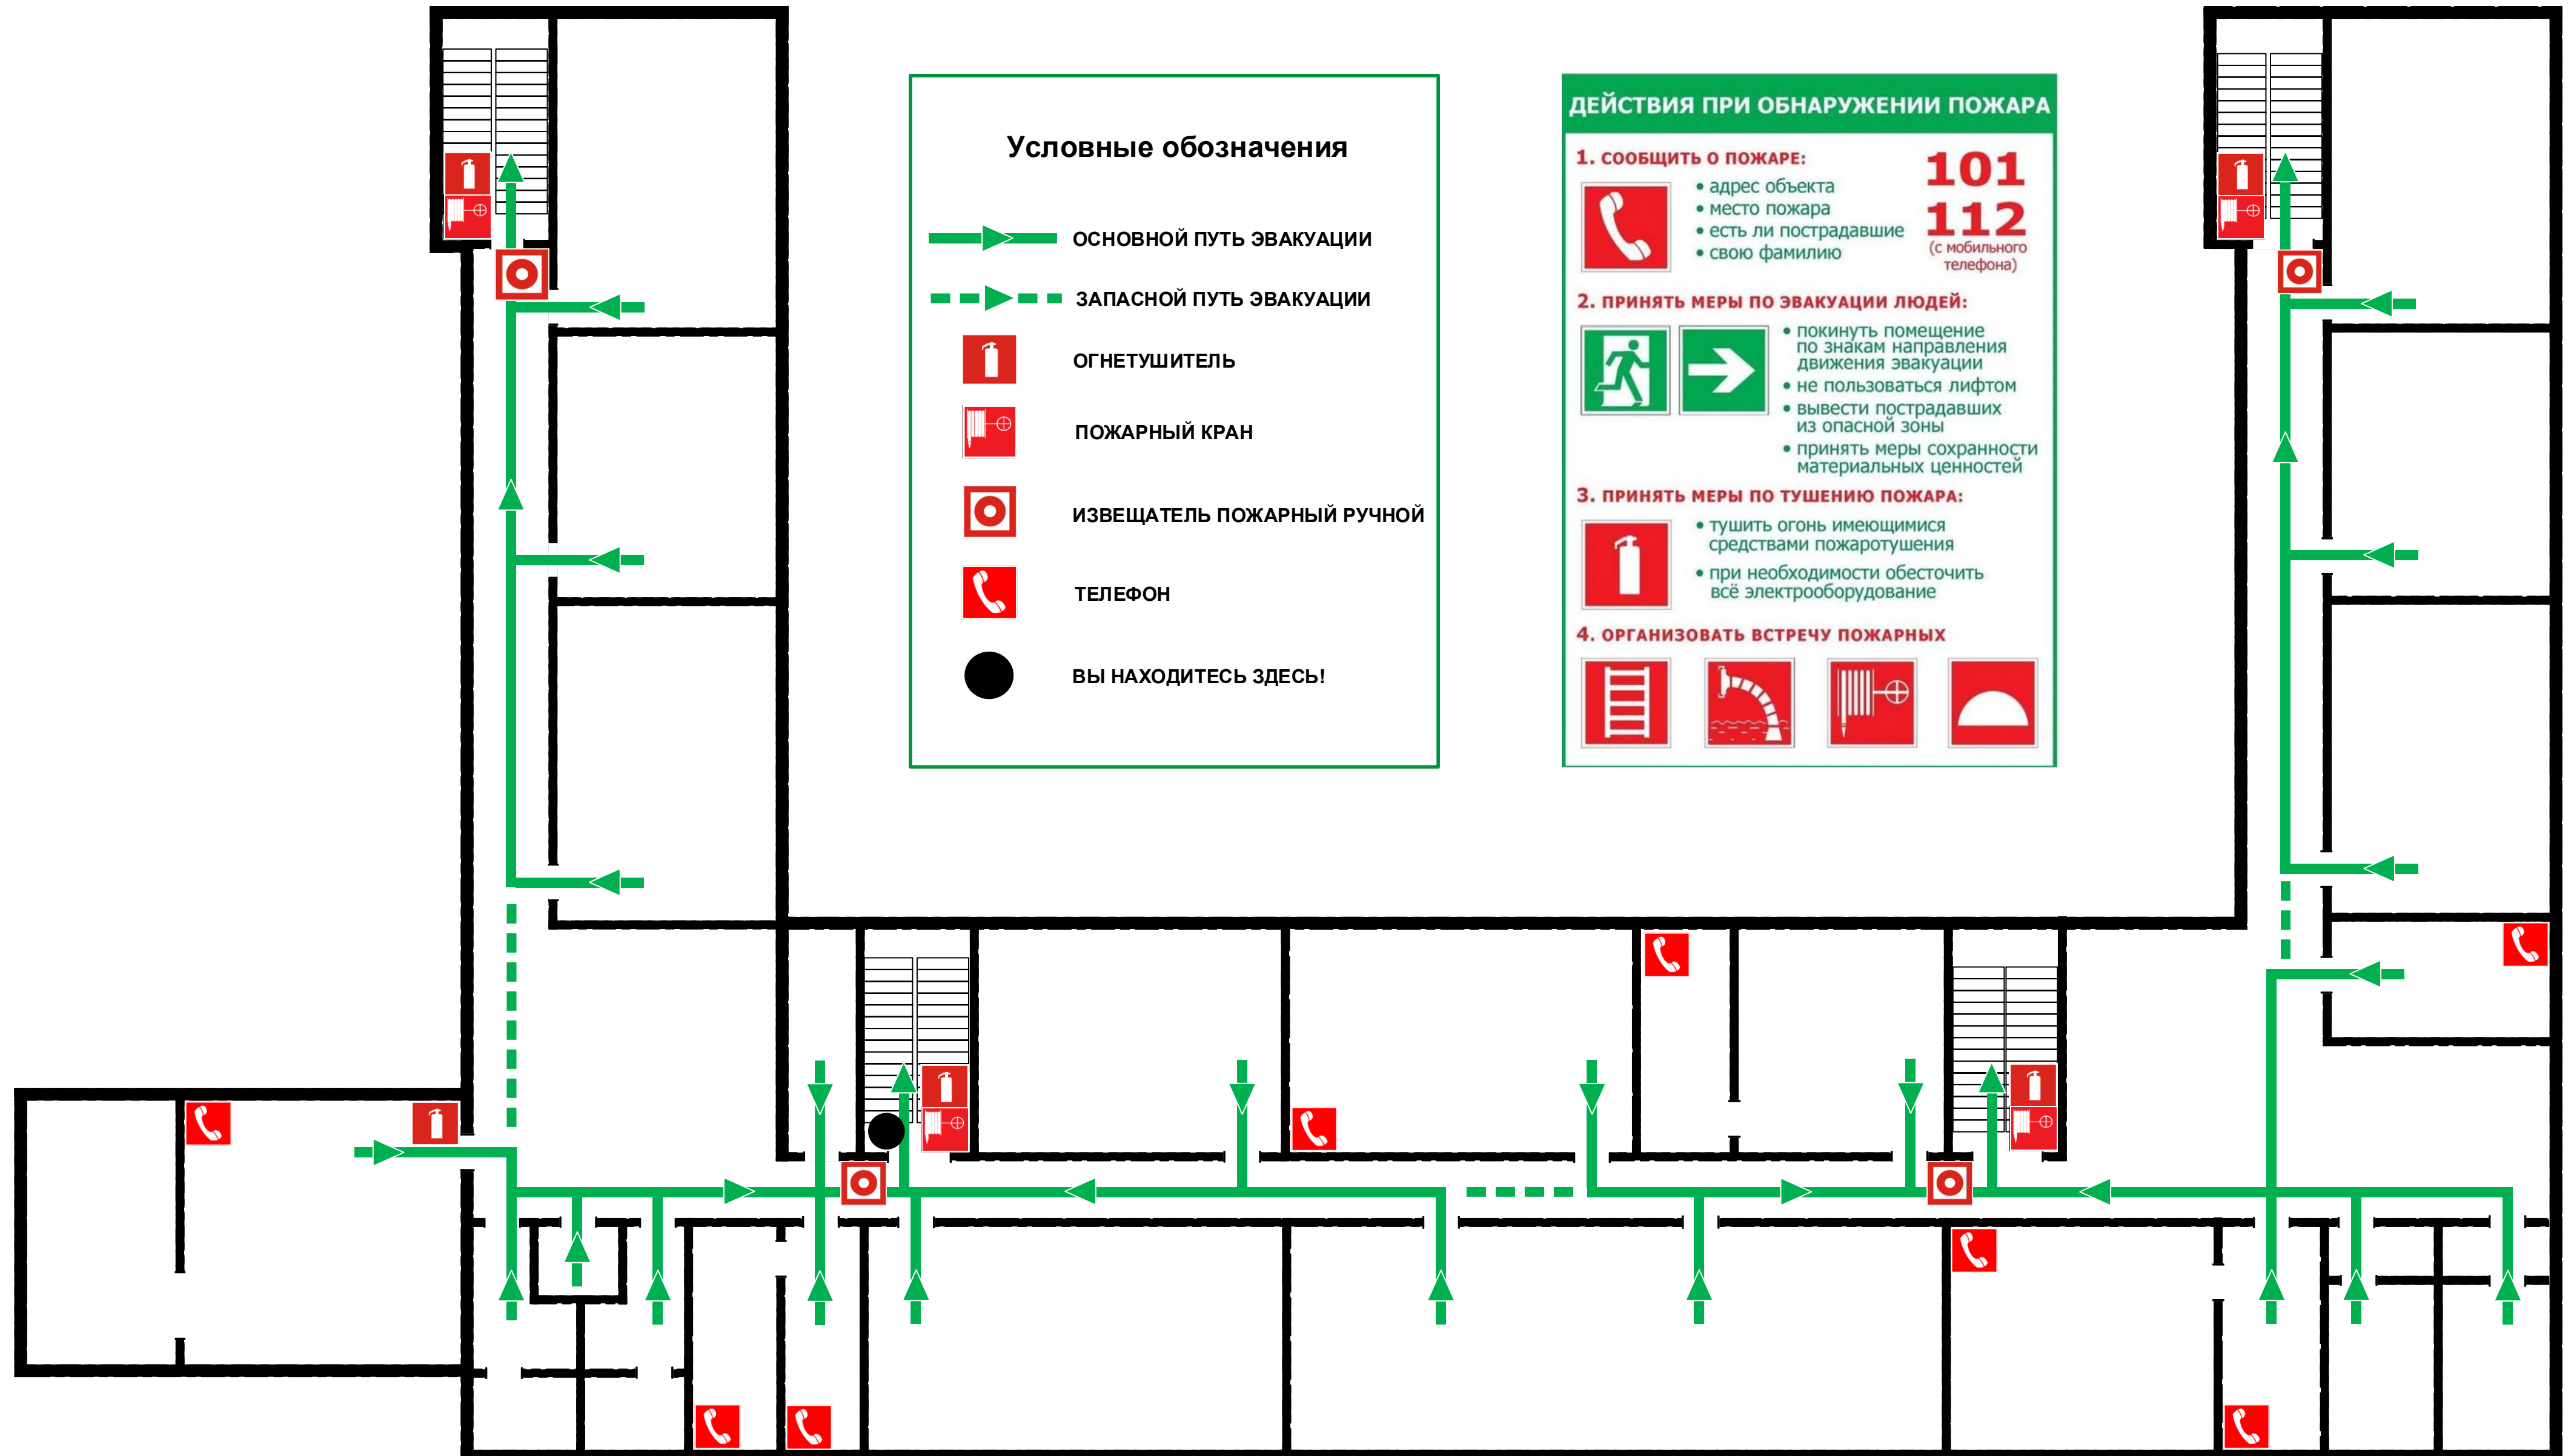 Условные обозначения
ОСНОВНОЙ ПУТЬ ЭВАКУАЦИИ
ЗАПАСНОЙ ПУТЬ ЭВАКУАЦИИ
ОГНЕТУШИТЕЛЬ
ПОЖАРНЫЙ КРАН
ИЗВЕЩАТЕЛЬ ПОЖАРНЫЙ РУЧНОЙ
ТЕЛЕФОН
ВЫ НАХОДИТЕСЬ ЗДЕСЬ!
ДЕЙСТВИЯ ПРИ ОБНАРУЖЕНИИ ПОЖАРА
1. СООБЩИТЬ О ПОЖАРЕ:
• адрес объекта
• место пожара
• есть ли пострадавшие
• свою фамилию
101
112
(с мобильного
телефона)
2. ПРИНЯТЬ МЕРЫ ПО ЭВАКУАЦИИ ЛЮДЕЙ:
• покинуть помещение
по знакам направления
движения эвакуации
• не пользоваться лифтом
• вывести пострадавших
из опасной зоны
• принять меры сохранности
материальных ценностей
3. ПРИНЯТЬ МЕРЫ ПО ТУШЕНИЮ ПОЖАРА:
• тушить огонь имеющимися
средствами пожаротушения
• при необходимости обесточить
всё электрооборудование
4. ОРГАНИЗОВАТЬ ВСТРЕЧУ ПОЖАРНЫХ